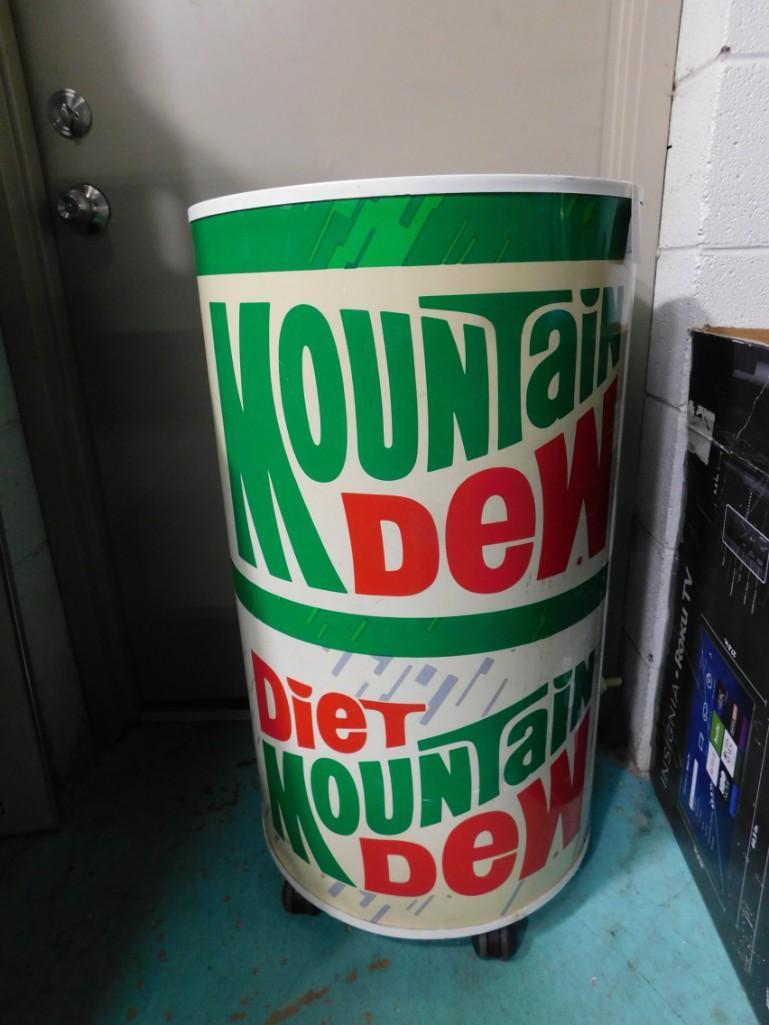 MOUNTAIN
DEW
DIET
MOUNTAIN
DEW
INSIGNIA • ROKU TV